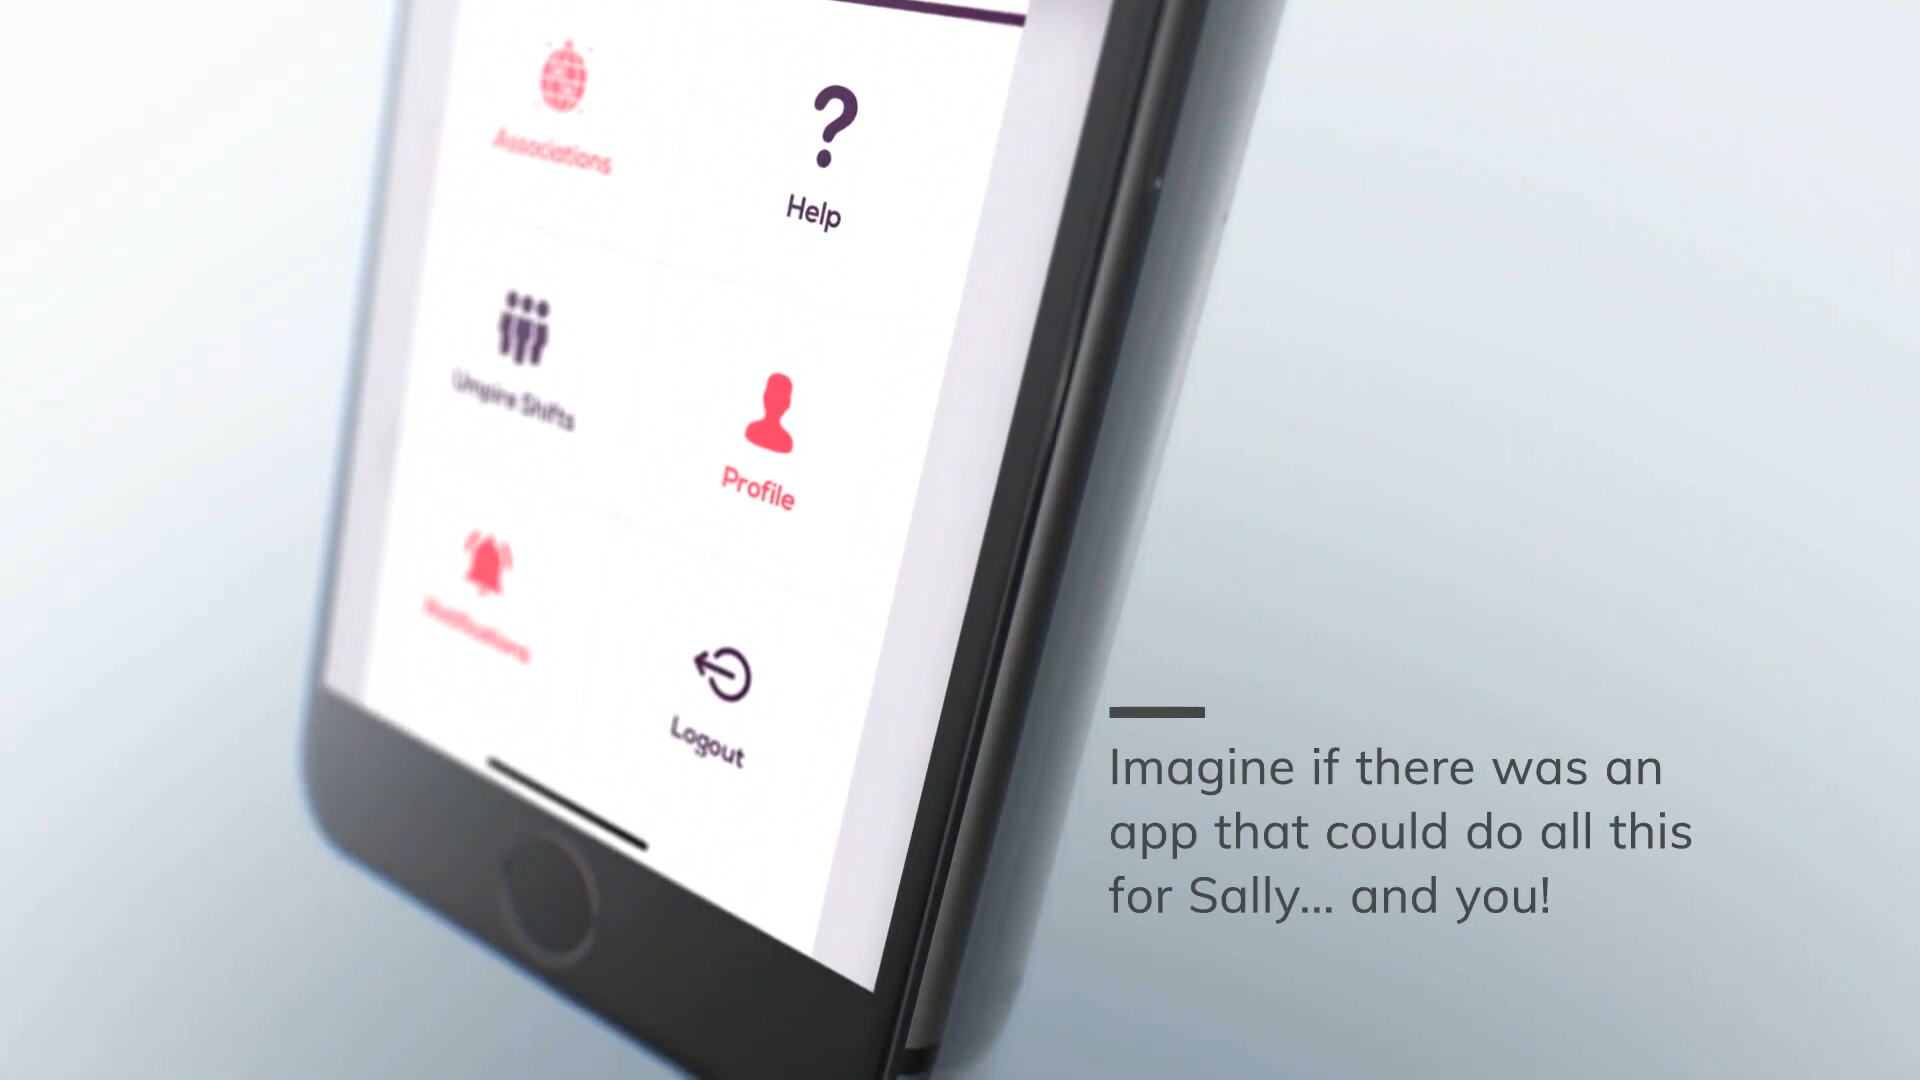 Associations
Help
Umpire Shifts
Profile
Notifications
Logout
Imagine if there was an
app that could do all this
for Sally... and you!